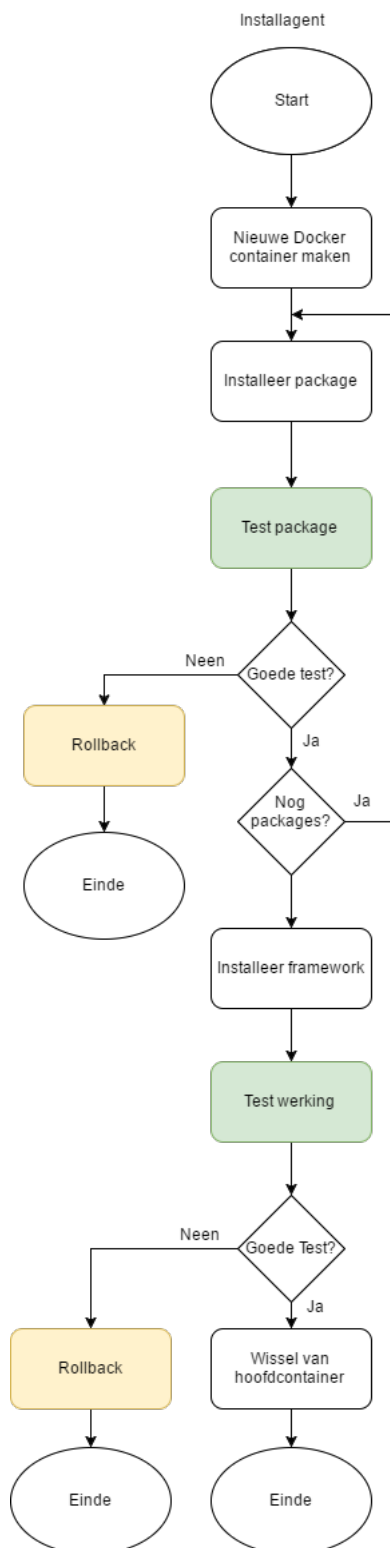 Installagent
Start
Nieuwe Docker
container maken
Installeer package
Test package
Neen
Goede test?
Rollback
Ja
Nog
packages?
Ja
Einde
Installeer framework
Test werking
Neen
Goede Test?
Ja
Rollback
Wissel van
hoofdcontainer
Einde
Einde